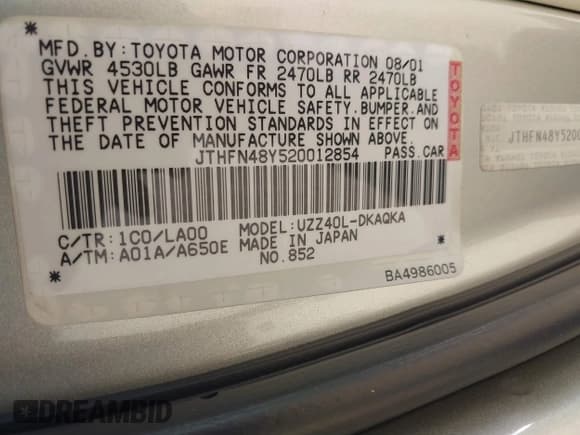 MFD.BY:TOYOTA MOTOR CORPORATION 08/01
GVWR 4530LB GAWR FR 2470LB RR 2470LB
THIS VEHICLE CONFORMS TO ALL APPLICABLE
FEDERAL MOTOR VEHICLE SAFETY,BUMPER,AND
THEFT PREVENTION STANDARDS IN EFFECT ON
THE DATE OF MANUFACTURE SHOWN ABOVE.
JTHFN48Y520012854 PASS.CAR
TOYOTA
C/TR:1C0/LA00 MODEL:UZZ40L-DKAQKA
A/TM:A01A/A650E MADE IN JAPAN
NO.852
BA4986005
JTHFN48Y5200
DREAMBID